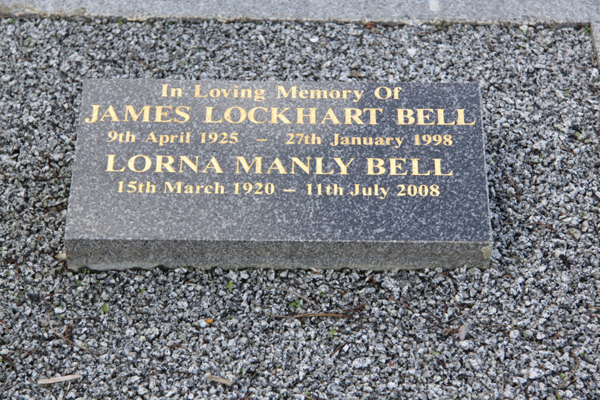 In Loving Memory Of
JAMES LOCKHART BELL
9th April 1925 – 27th January 1998
LORNA MANLY BELL
15th March 1920 – 11th July 2008